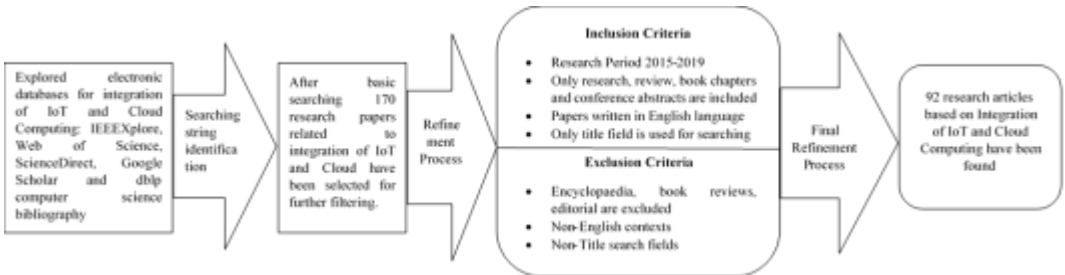 Explored electronic
databases for integration
of IoT and Cloud
Computing: IEEEXplore,
Web of Science,
ScienceDirect, Google
Scholar and dblp
computer science
bibliography
Searching
string
identifica
tion
After basic
searching 170
research papers
related to
integration of IoT
and Cloud have
been selected for
further filtering.
Refine
ment
Process
Inclusion Criteria
• Research Period 2015-2019
• Only research, review, book chapters
and conference abstracts are included
• Papers written in English language
• Only title field is used for searching
Exclusion Criteria
• Encyclopaedia, book reviews,
editorial are excluded
• Non-English contexts
• Non-Title search fields
Final
Refinement
Process
92 research articles
based on Integration
of IoT and Cloud
Computing have been
found